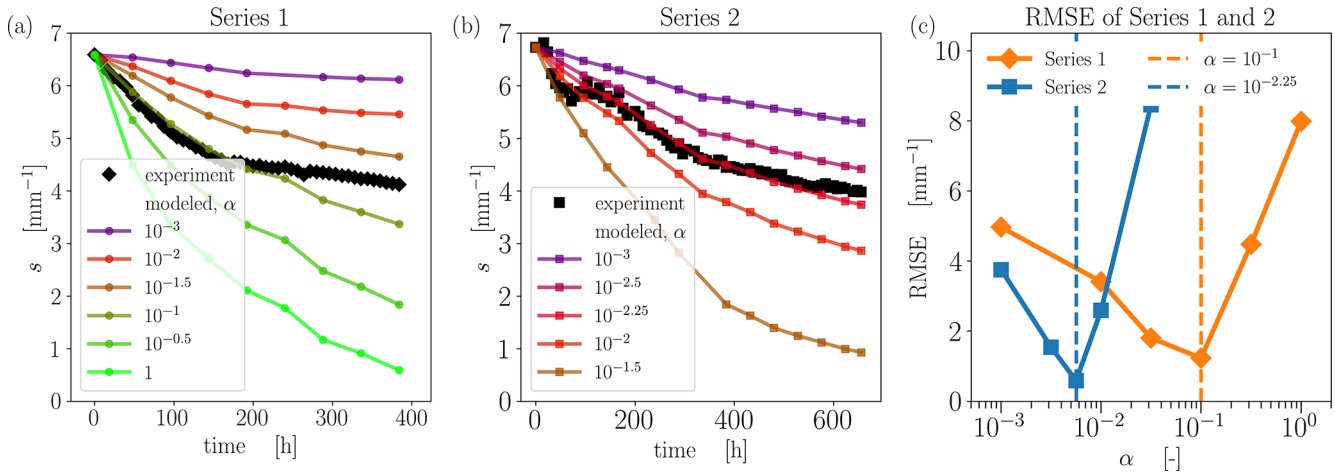 (a)
Series 1
7
6
5
4
3
2
1
0
s [mm⁻¹]
experiment
modeled, α
10⁻³
10⁻²
10⁻¹·⁵
10⁻¹
10⁻⁰·⁵
1
0 100 200 300 400
time [h]
(b)
Series 2
7
6
5
4
3
2
1
0
s [mm⁻¹]
experiment
modeled, α
10⁻³
10⁻²·⁵
10⁻²·²⁵
10⁻²
10⁻¹·⁵
0 200 400 600
time [h]
(c)
RMSE of Series 1 and 2
10
8
6
4
2
0
RMSE [mm⁻¹]
Series 1
Series 2
α = 10⁻¹
α = 10⁻²·²⁵
10⁻³ 10⁻² 10⁻¹ 10⁰
α [-]